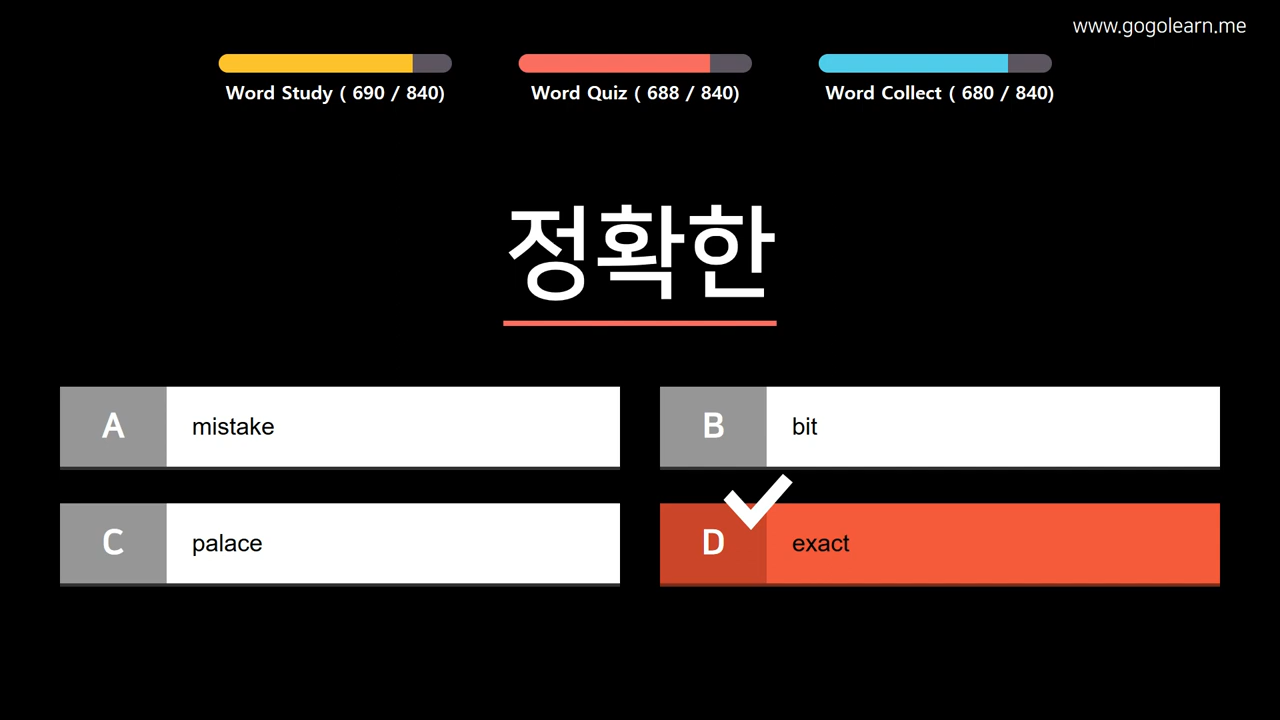 www.gogolearn.me
Word Study ( 690 / 840)
Word Quiz ( 688 / 840)
Word Collect ( 680 / 840)
정확한
A mistake
B bit
C palace
D exact